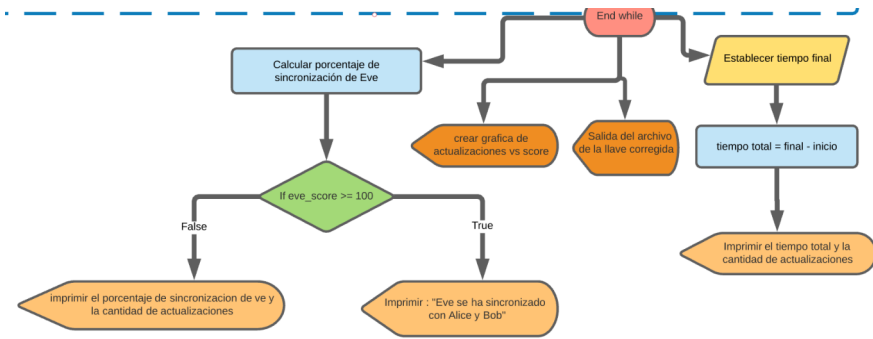 End while
Calcular porcentaje de
sincronización de Eve
Establecer tiempo final
crear grafica de
actualizaciones vs score
Salida del archivo
de la llave corregida
tiempo total = final - inicio
If eve_score >= 100
False
True
Imprimir el tiempo total y la
cantidad de actualizaciones
imprimir el porcentaje de sincronizacion de ve y
la cantidad de actualizaciones
Imprimir : "Eve se ha sincronizado
con Alice y Bob"